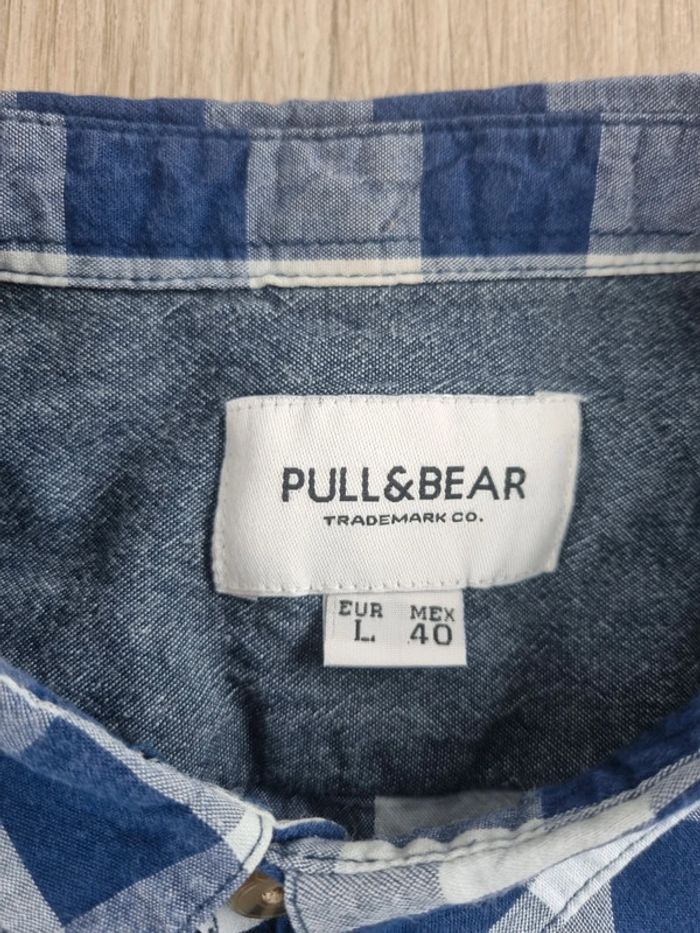 PULL&BEAR
TRADEMARK CO.
EUR MEX
L 40